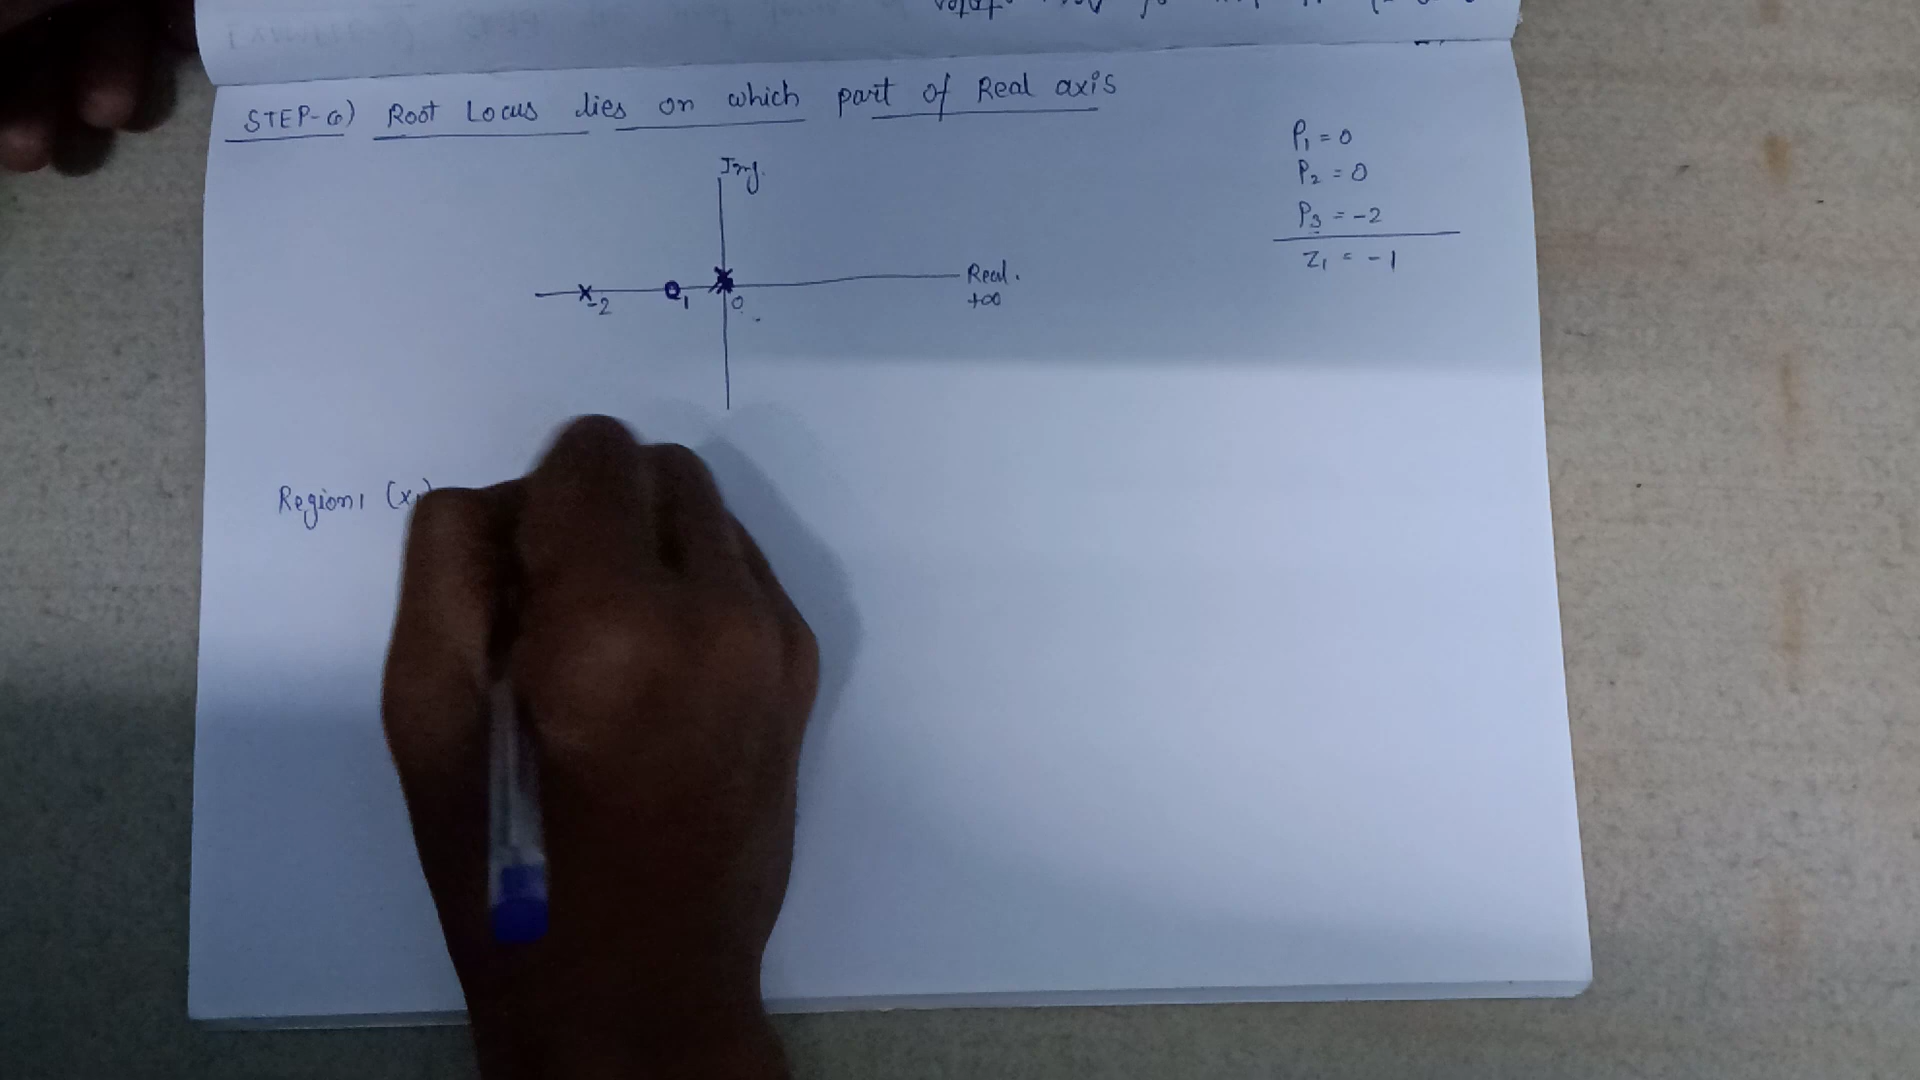 STEP-6) Root Locus lies on which part of Real axis
P1 = 0
P2 = 0
P3 = -2
Z1 = -1
Img.
Real.
+∞
-2
-1
0
Region1 (x1)